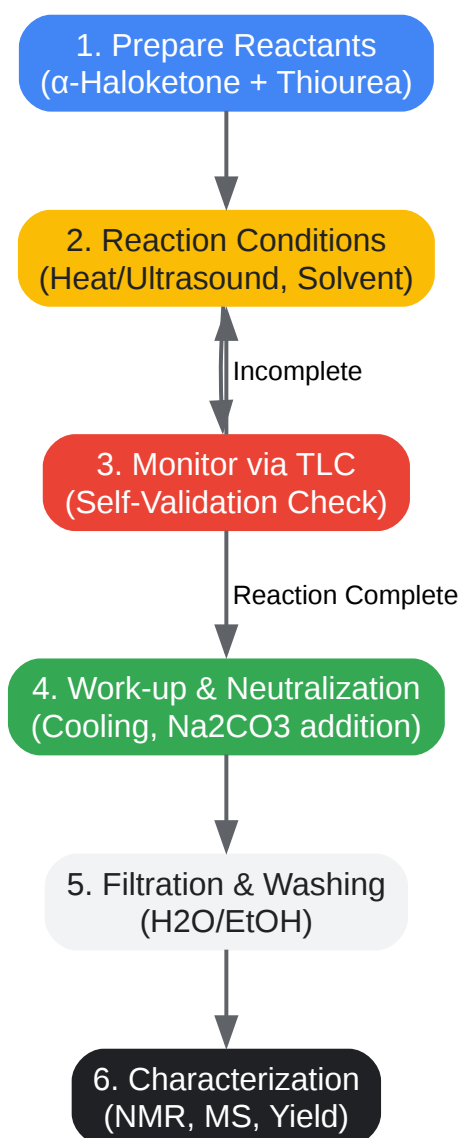 1. Prepare Reactants
(α-Haloketone + Thiourea)
2. Reaction Conditions
(Heat/Ultrasound, Solvent)
Incomplete
3. Monitor via TLC
(Self-Validation Check)
Reaction Complete
4. Work-up & Neutralization
(Cooling, Na2CO3 addition)
5. Filtration & Washing
(H2O/EtOH)
6. Characterization
(NMR, MS, Yield)